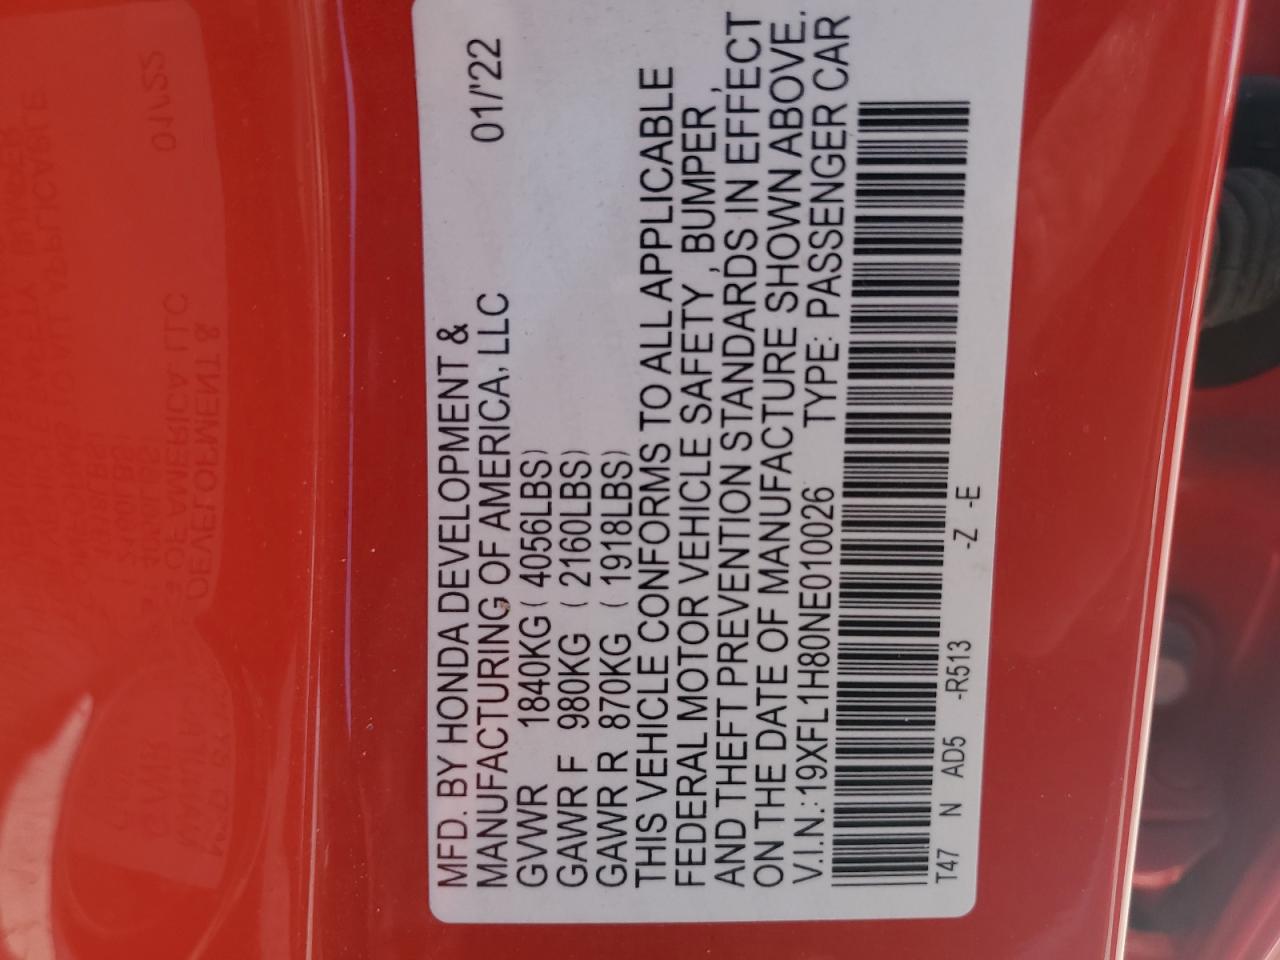 MFD. BY HONDA DEVELOPMENT &
MANUFACTURING OF AMERICA, LLC 01/'22
GVWR 1840KG ( 4056LBS)
GAWR F 980KG ( 2160LBS)
GAWR R 870KG ( 1918LBS)
THIS VEHICLE CONFORMS TO ALL APPLICABLE
FEDERAL MOTOR VEHICLE SAFETY , BUMPER ,
AND THEFT PREVENTION STANDARDS IN EFFECT
ON THE DATE OF MANUFACTURE SHOWN ABOVE.
V.I.N.:19XFL1H80NE010026 TYPE: PASSENGER CAR
T47 N AD5 -R513 -Z -E